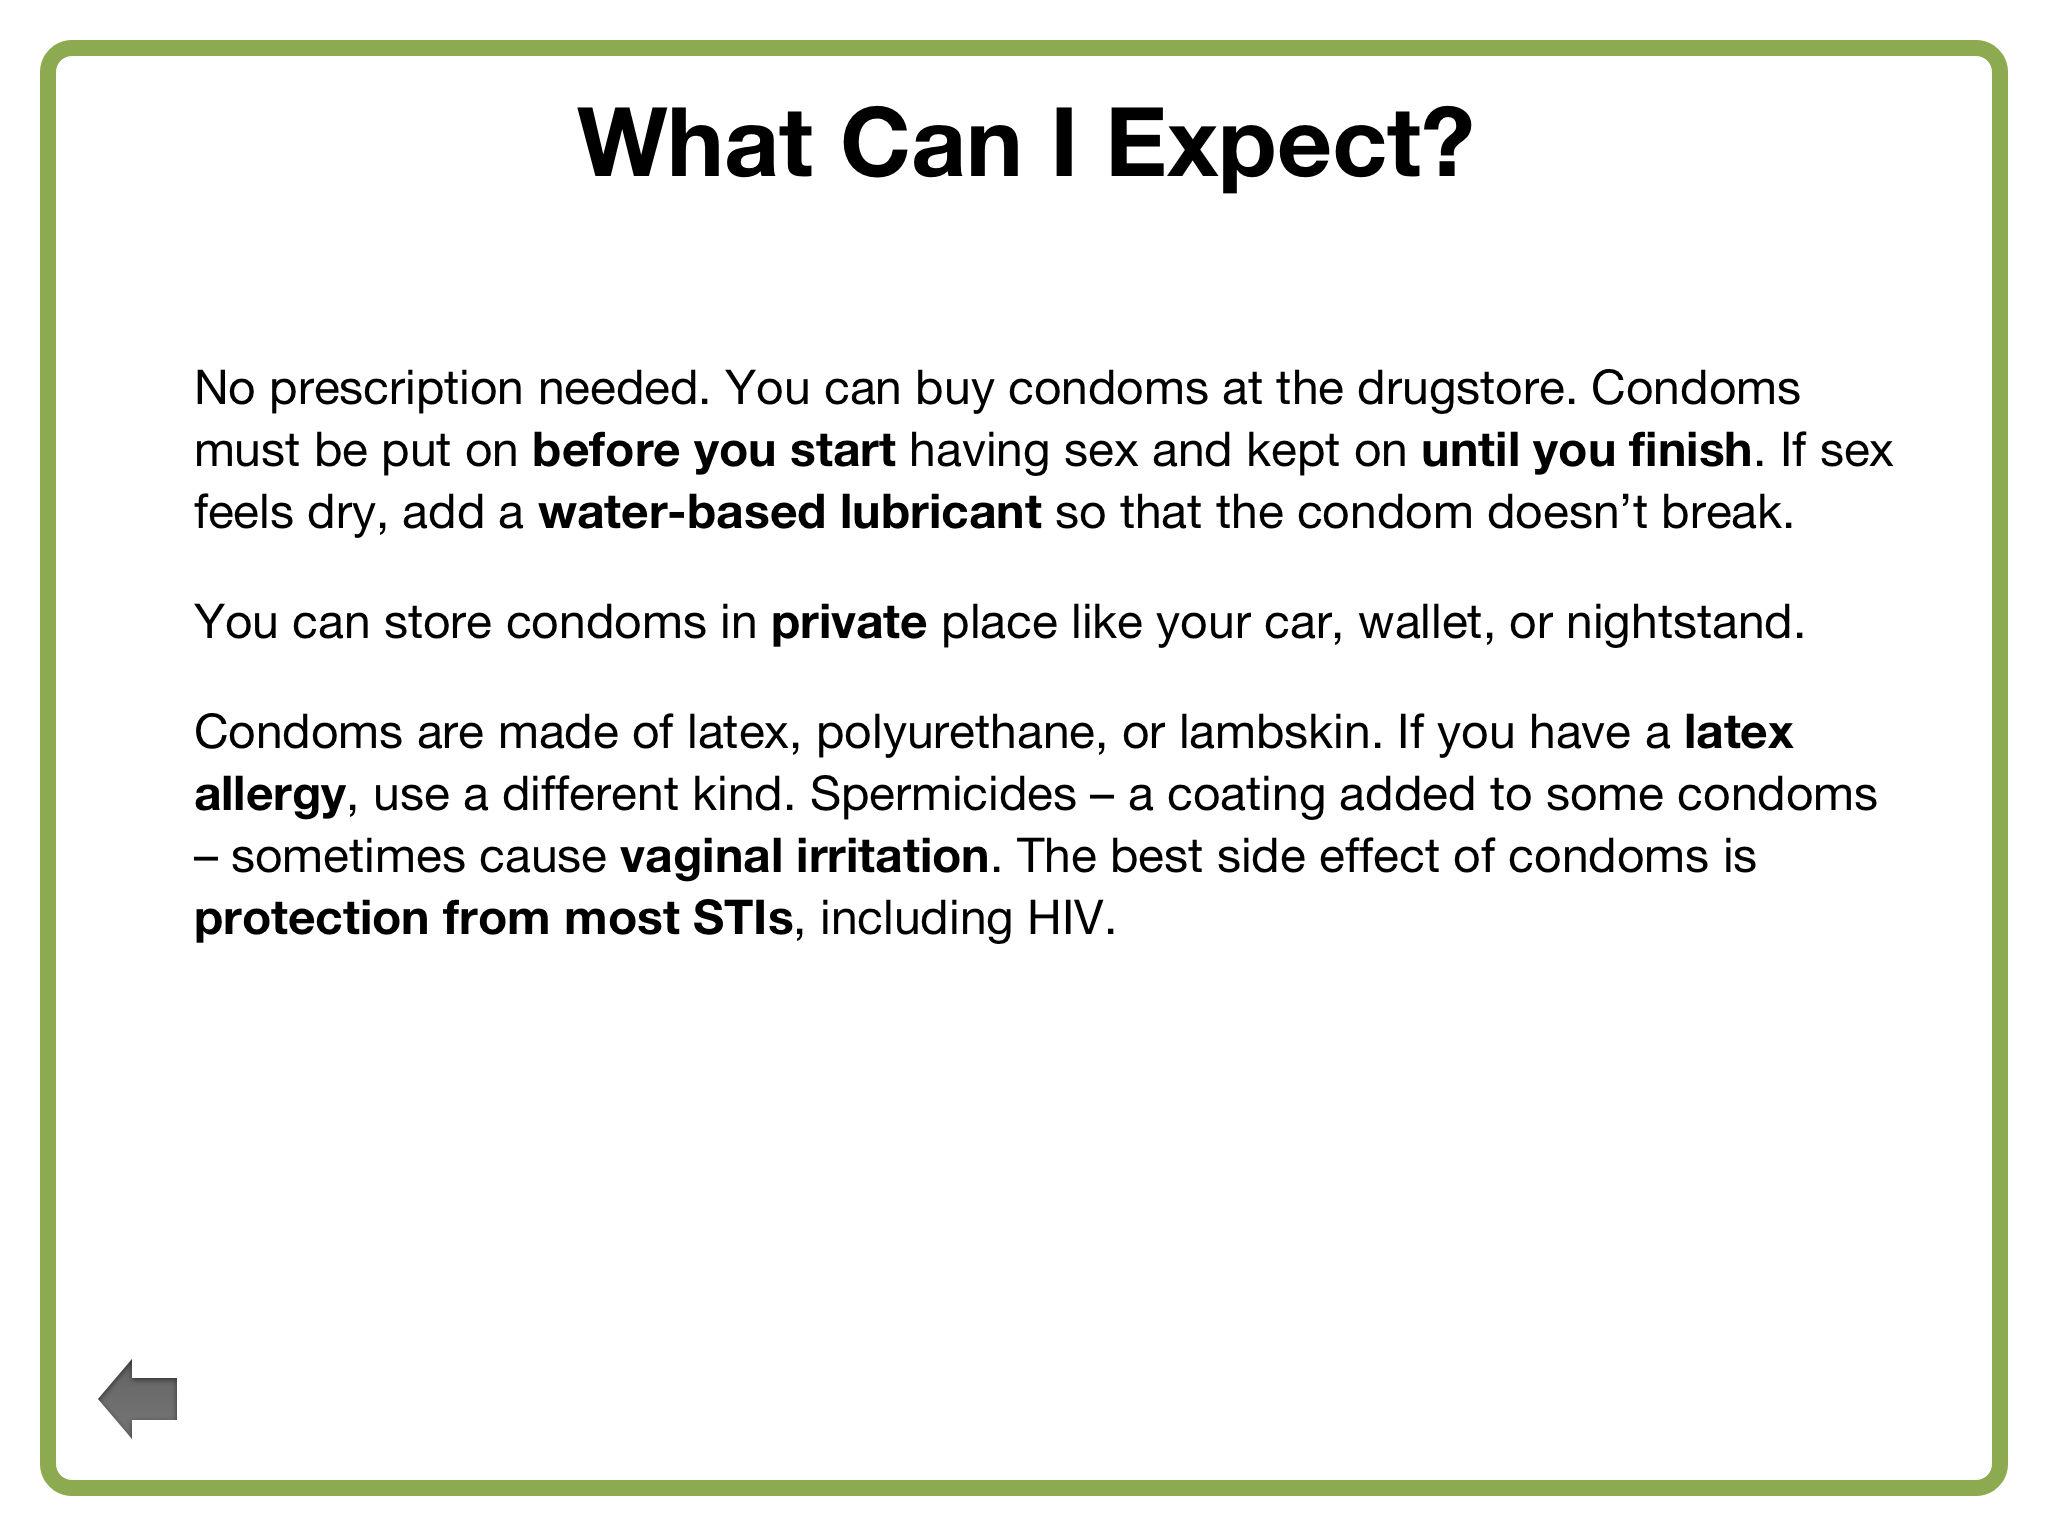 What Can I Expect?
No prescription needed. You can buy condoms at the drugstore. Condoms
must be put on before you start having sex and kept on until you finish. If sex
feels dry, add a water-based lubricant so that the condom doesn’t break.
You can store condoms in private place like your car, wallet, or nightstand.
Condoms are made of latex, polyurethane, or lambskin. If you have a latex
allergy, use a different kind. Spermicides – a coating added to some condoms
– sometimes cause vaginal irritation. The best side effect of condoms is
protection from most STIs, including HIV.